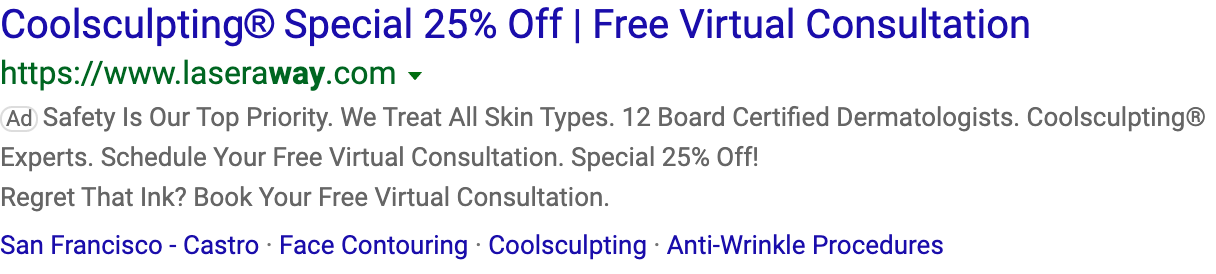 Coolsculpting® Special 25% Off | Free Virtual Consultation
https://www.laseraway.com
Ad Safety Is Our Top Priority. We Treat All Skin Types. 12 Board Certified Dermatologists. Coolsculpting®
Experts. Schedule Your Free Virtual Consultation. Special 25% Off!
Regret That Ink? Book Your Free Virtual Consultation.
San Francisco - Castro · Face Contouring · Coolsculpting · Anti-Wrinkle Procedures